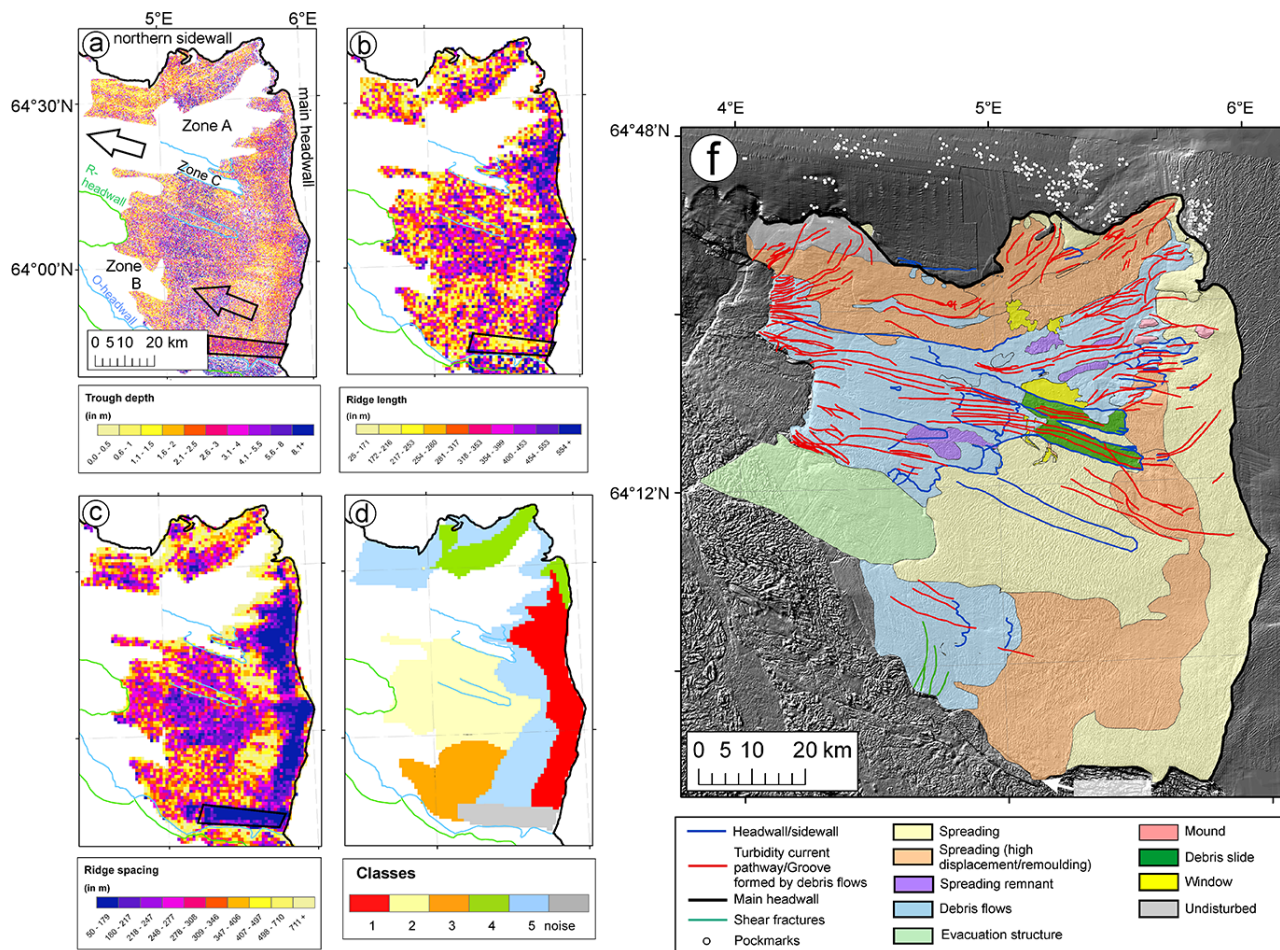 5°E
6°E
a
northern sidewall
b
64°30'N
main headwall
Zone A
Zone C
R-
headwall
64°00'N
Zone
B
O-headwall
0 5 10 20 km
Trough depth
(in m)
0.0 - 0.5
0.6 - 1
1.1 - 1.5
1.6 - 2
2.1 - 2.5
2.6 - 3
3.1 - 4
4.1 - 5.5
5.6 - 8
8.1+
Ridge length
(in m)
25 - 171
172 - 216
217 - 253
254 - 280
281 - 317
318 - 353
354 - 399
400 - 453
454 - 553
554 +
c
d
Ridge spacing
(in m)
50 - 179
180 - 217
218 - 247
248 - 277
278 - 308
309 - 346
347 - 406
407 - 497
498 - 710
711 +
Classes
1 2 3 4 5 noise
4°E
5°E
6°E
64°48'N
f
64°12'N
0 5 10 20 km
Headwall/sidewall
Turbidity current
pathway/Groove
formed by debris flows
Main headwall
Shear fractures
Pockmarks
Spreading
Spreading (high
displacement/remoulding)
Spreading remnant
Debris flows
Evacuation structure
Mound
Debris slide
Window
Undisturbed